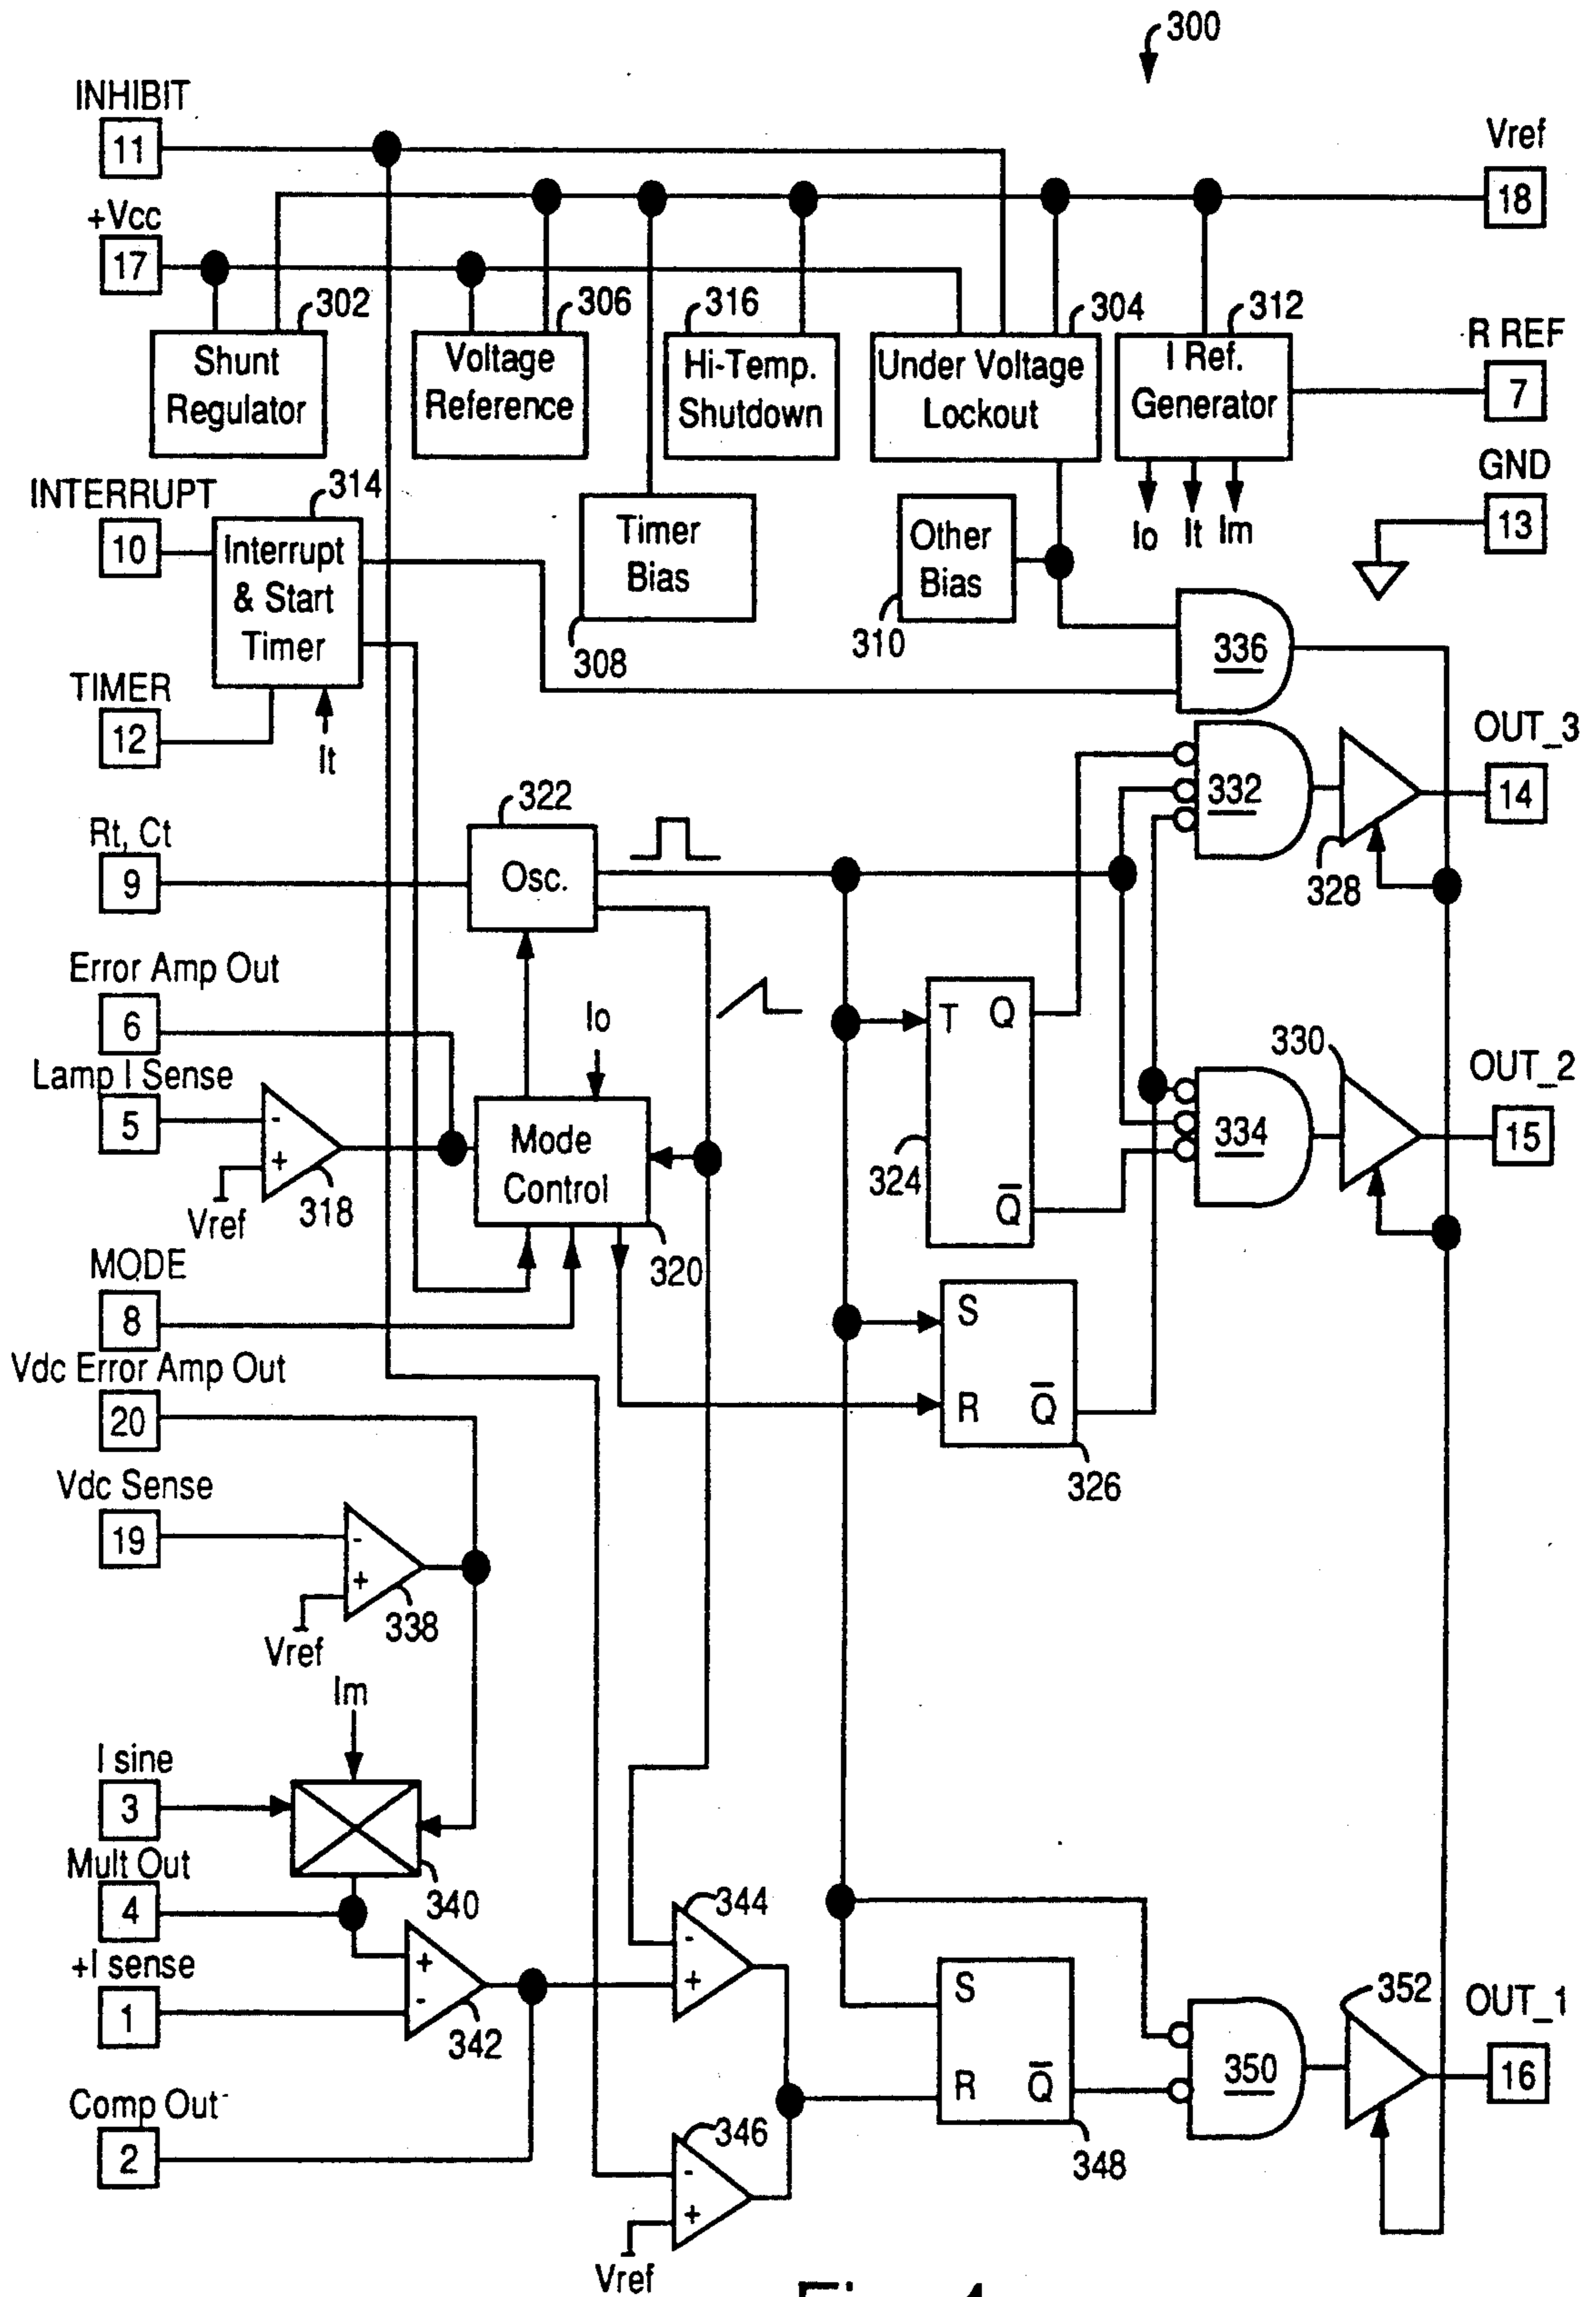 300
INHIBIT
11
Vref
18
+Vcc
17
302
306
316
304
312
Shunt
Regulator
Voltage
Reference
Hi-Temp.
Shutdown
Under Voltage
Lockout
I Ref.
Generator
R REF
7
Io It Im
GND
13
INTERRUPT
10
314
Interrupt
& Start
Timer
Timer
Bias
308
Other
Bias
310
TIMER
12
It
336
332
328
OUT_3
14
Rt, Ct
9
322
Osc.
Error Amp Out
6
Io
T Q
Q
324
Lamp I Sense
5
-
+
Vref
318
Mode
Control
320
330
334
OUT_2
15
MODE
8
S
R Q
326
Vdc Error Amp Out
20
Vdc Sense
19
-
+
Vref
338
Im
I sine
3
340
Mult Out
4
+I sense
1
+
-
342
344
-
+
Comp Out
2
346
-
+
Vref
S
R Q
348
350
352
OUT_1
16